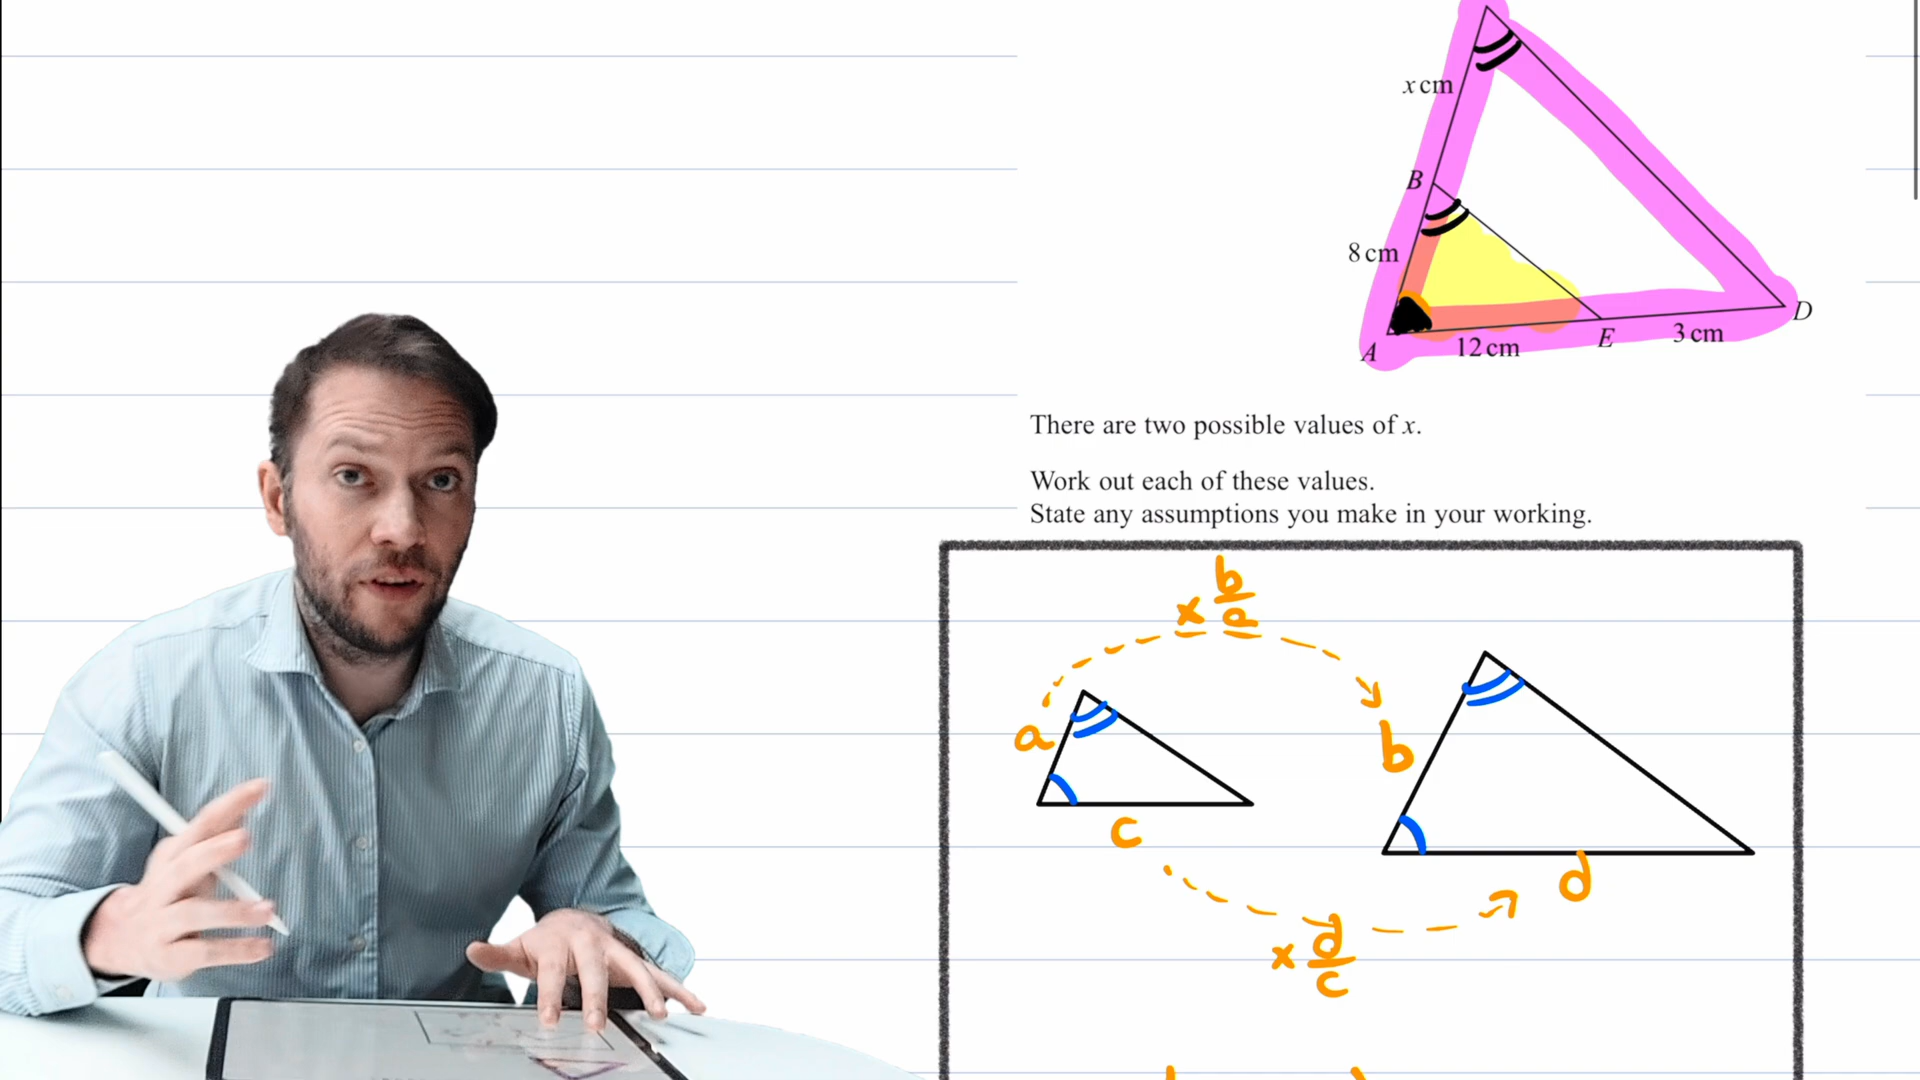 x cm
B
8 cm
A
12 cm
E
3 cm
D
There are two possible values of x.
Work out each of these values.
State any assumptions you make in your working.
× b/a
a
b
c
d
× d/c